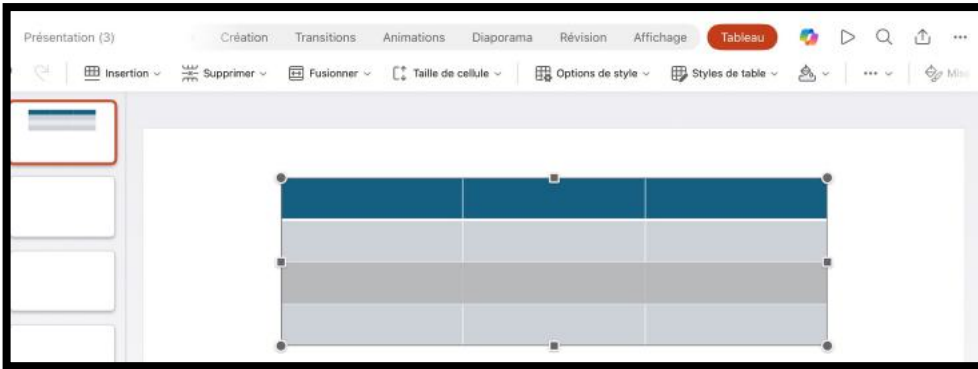 Présentation (3) Création Transitions Animations Diaporama Révision Affichage Tableau
Insertion Supprimer Fusionner Taille de cellule Options de style Styles de table